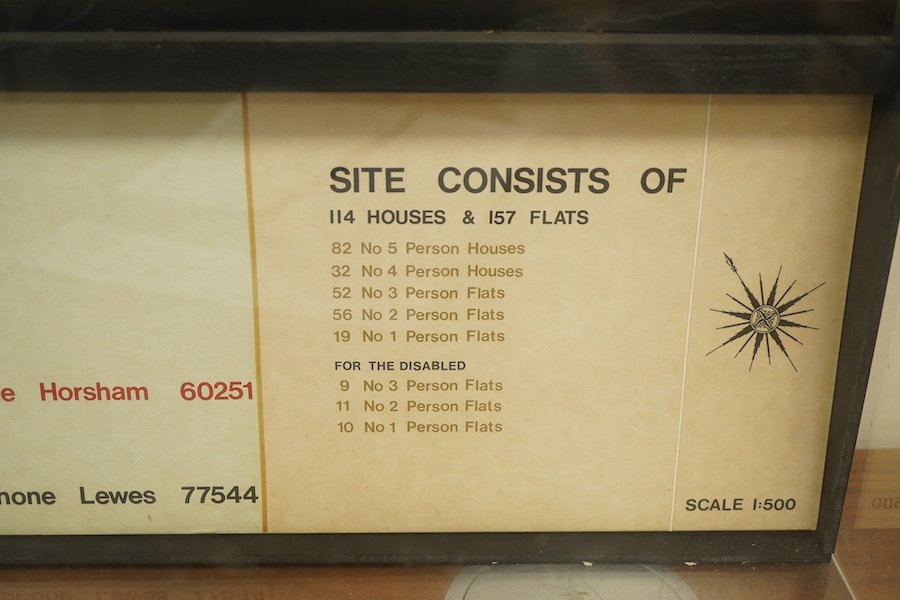 SITE CONSISTS OF
114 HOUSES & 157 FLATS
82 No 5 Person Houses
32 No 4 Person Houses
52 No 3 Person Flats
56 No 2 Person Flats
19 No 1 Person Flats
FOR THE DISABLED
9 No 3 Person Flats
11 No 2 Person Flats
10 No 1 Person Flats
Horsham 60251
Lewes 77544
SCALE 1:500